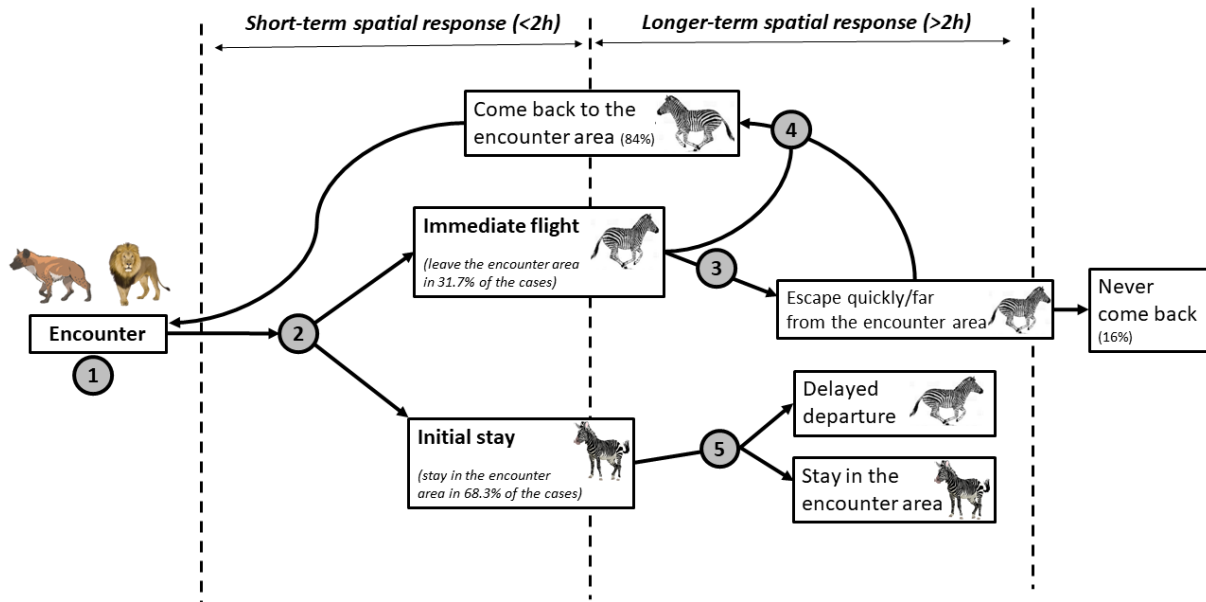 Short-term spatial response (<2h)
Longer-term spatial response (>2h)
Come back to the
encounter area (84%)
4
Immediate flight
(leave the encounter area
in 31.7% of the cases)
3
Escape quickly/far
from the encounter area
Never
come back
(16%)
Encounter
1
2
Initial stay
(stay in the encounter
area in 68.3% of the cases)
5
Delayed
departure
Stay in the
encounter area